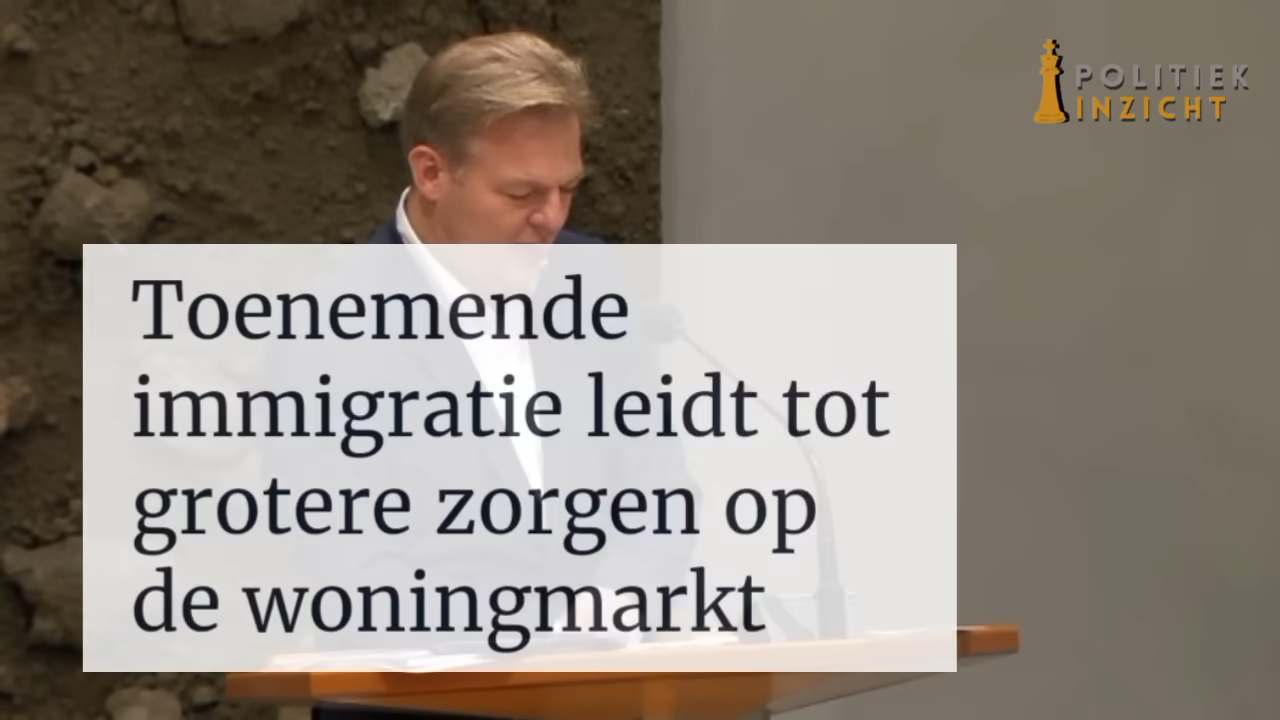 POLITIEK
INZICHT
Toenemende
immigratie leidt tot
grotere zorgen op
de woningmarkt